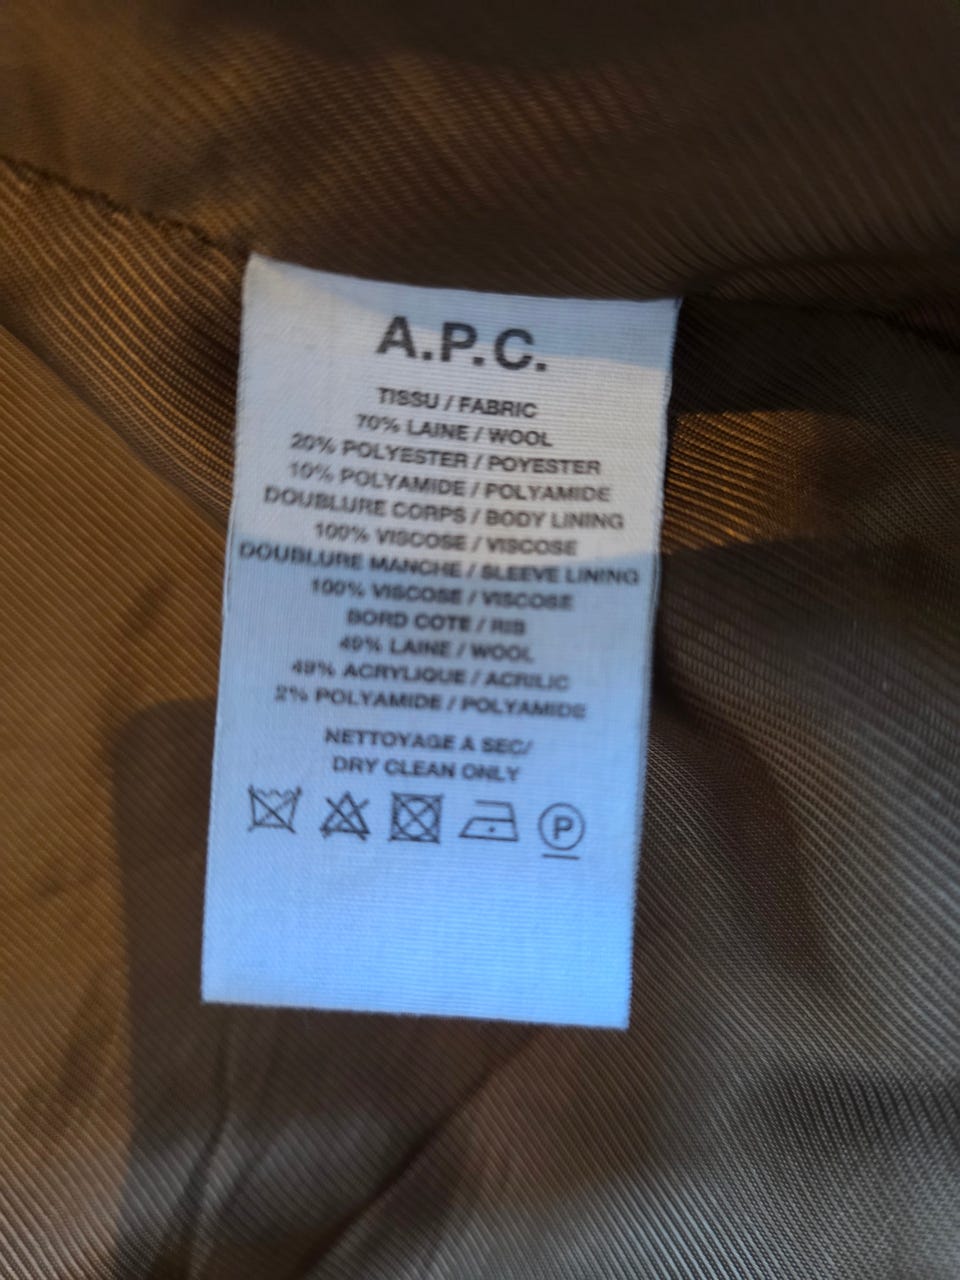 A.P.C.
TISSU / FABRIC
70% LAINE / WOOL
20% POLYESTER / POYESTER
10% POLYAMIDE / POLYAMIDE
DOUBLURE CORPS / BODY LINING
100% VISCOSE / VISCOSE
DOUBLURE MANCHE / SLEEVE LINING
100% VISCOSE / VISCOSE
BORD COTE / RIB
49% LAINE / WOOL
49% ACRYLIQUE / ACRILIC
2% POLYAMIDE / POLYAMIDE
NETTOYAGE A SEC/
DRY CLEAN ONLY
P